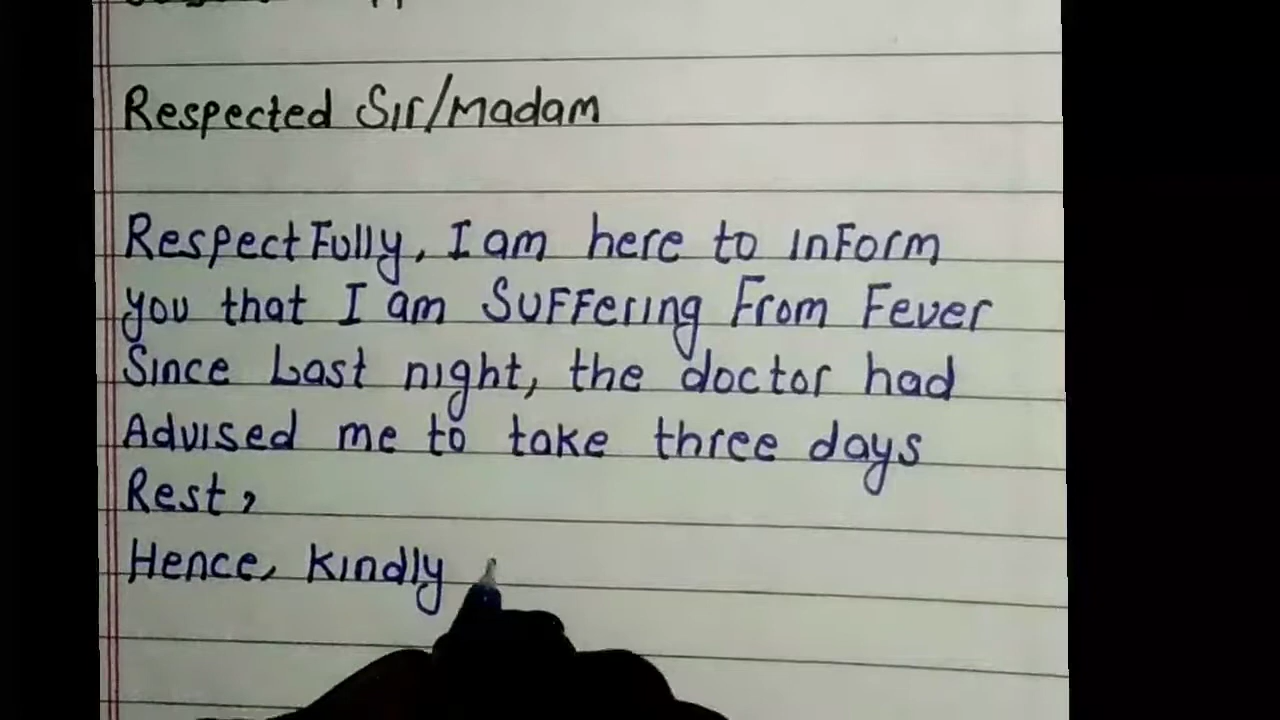 Respected Sir/Madam
Respectfully, I am here to inform
you that I am suffering from fever
Since Last night, the doctor had
Advised me to take three days
Rest,
Hence, kindly